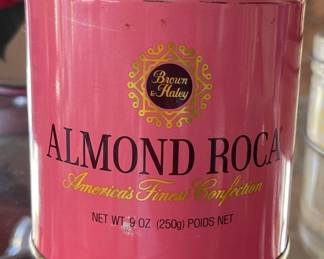 Brown
& Haley
ALMOND ROCA®
America's Finest Confection
NET WT 9 OZ (250g) POIDS NET